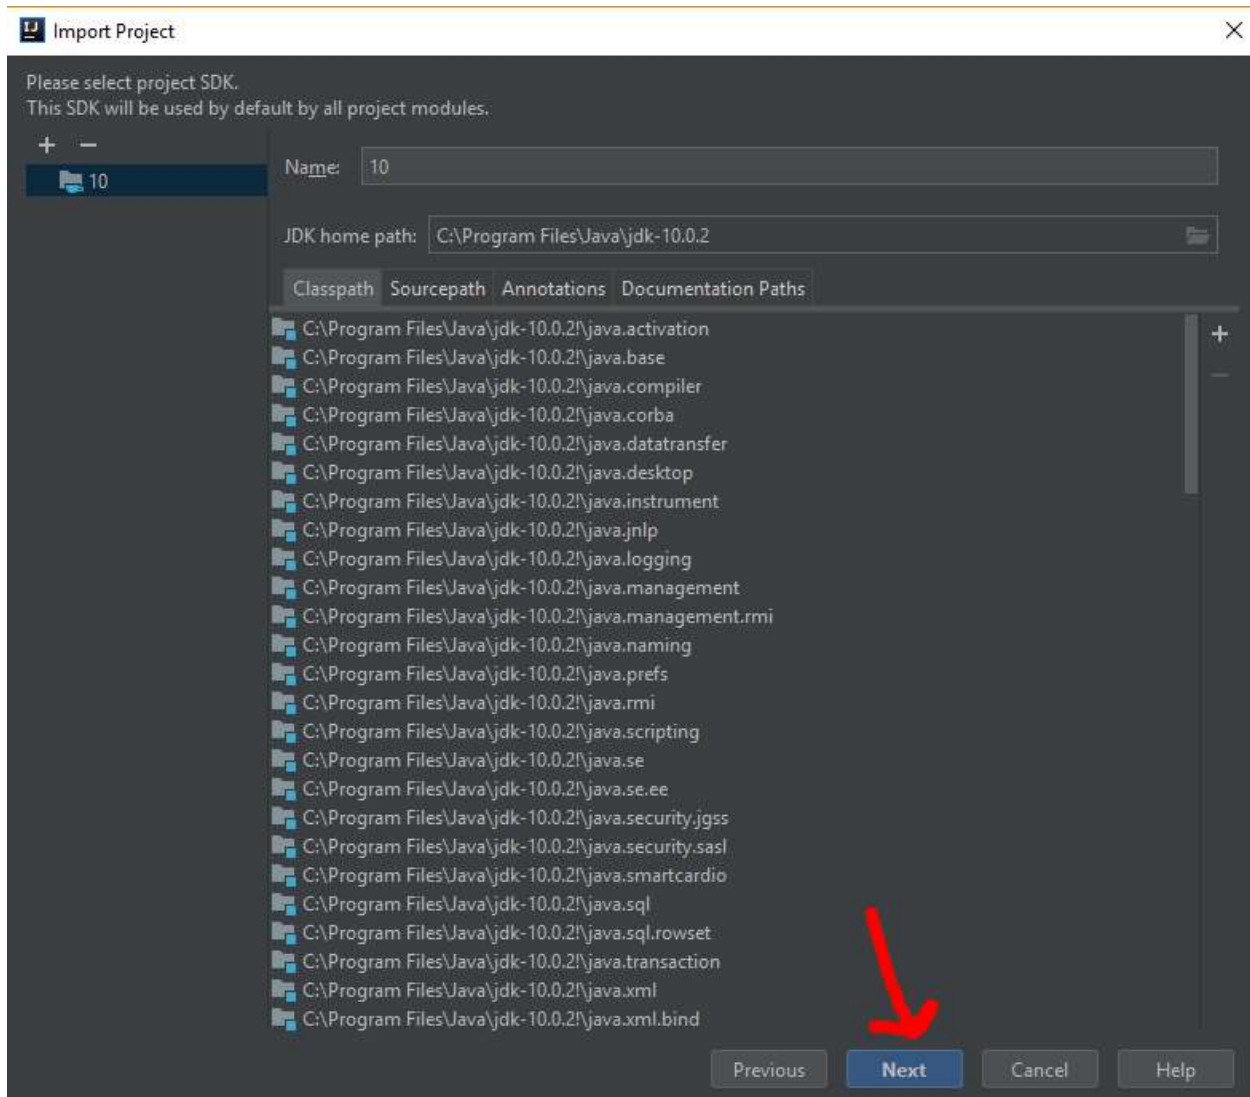 Import Project
Please select project SDK.
This SDK will be used by default by all project modules.
10
Name: 10
JDK home path: C:\Program Files\Java\jdk-10.0.2
Classpath Sourcepath Annotations Documentation Paths
C:\Program Files\Java\jdk-10.0.2!\java.activation
C:\Program Files\Java\jdk-10.0.2!\java.base
C:\Program Files\Java\jdk-10.0.2!\java.compiler
C:\Program Files\Java\jdk-10.0.2!\java.corba
C:\Program Files\Java\jdk-10.0.2!\java.datatransfer
C:\Program Files\Java\jdk-10.0.2!\java.desktop
C:\Program Files\Java\jdk-10.0.2!\java.instrument
C:\Program Files\Java\jdk-10.0.2!\java.jnlp
C:\Program Files\Java\jdk-10.0.2!\java.logging
C:\Program Files\Java\jdk-10.0.2!\java.management
C:\Program Files\Java\jdk-10.0.2!\java.management.rmi
C:\Program Files\Java\jdk-10.0.2!\java.naming
C:\Program Files\Java\jdk-10.0.2!\java.prefs
C:\Program Files\Java\jdk-10.0.2!\java.rmi
C:\Program Files\Java\jdk-10.0.2!\java.scripting
C:\Program Files\Java\jdk-10.0.2!\java.se
C:\Program Files\Java\jdk-10.0.2!\java.se.ee
C:\Program Files\Java\jdk-10.0.2!\java.security.jgss
C:\Program Files\Java\jdk-10.0.2!\java.security.sasl
C:\Program Files\Java\jdk-10.0.2!\java.smartcardio
C:\Program Files\Java\jdk-10.0.2!\java.sql
C:\Program Files\Java\jdk-10.0.2!\java.sql.rowset
C:\Program Files\Java\jdk-10.0.2!\java.transaction
C:\Program Files\Java\jdk-10.0.2!\java.xml
C:\Program Files\Java\jdk-10.0.2!\java.xml.bind
Previous Next Cancel Help